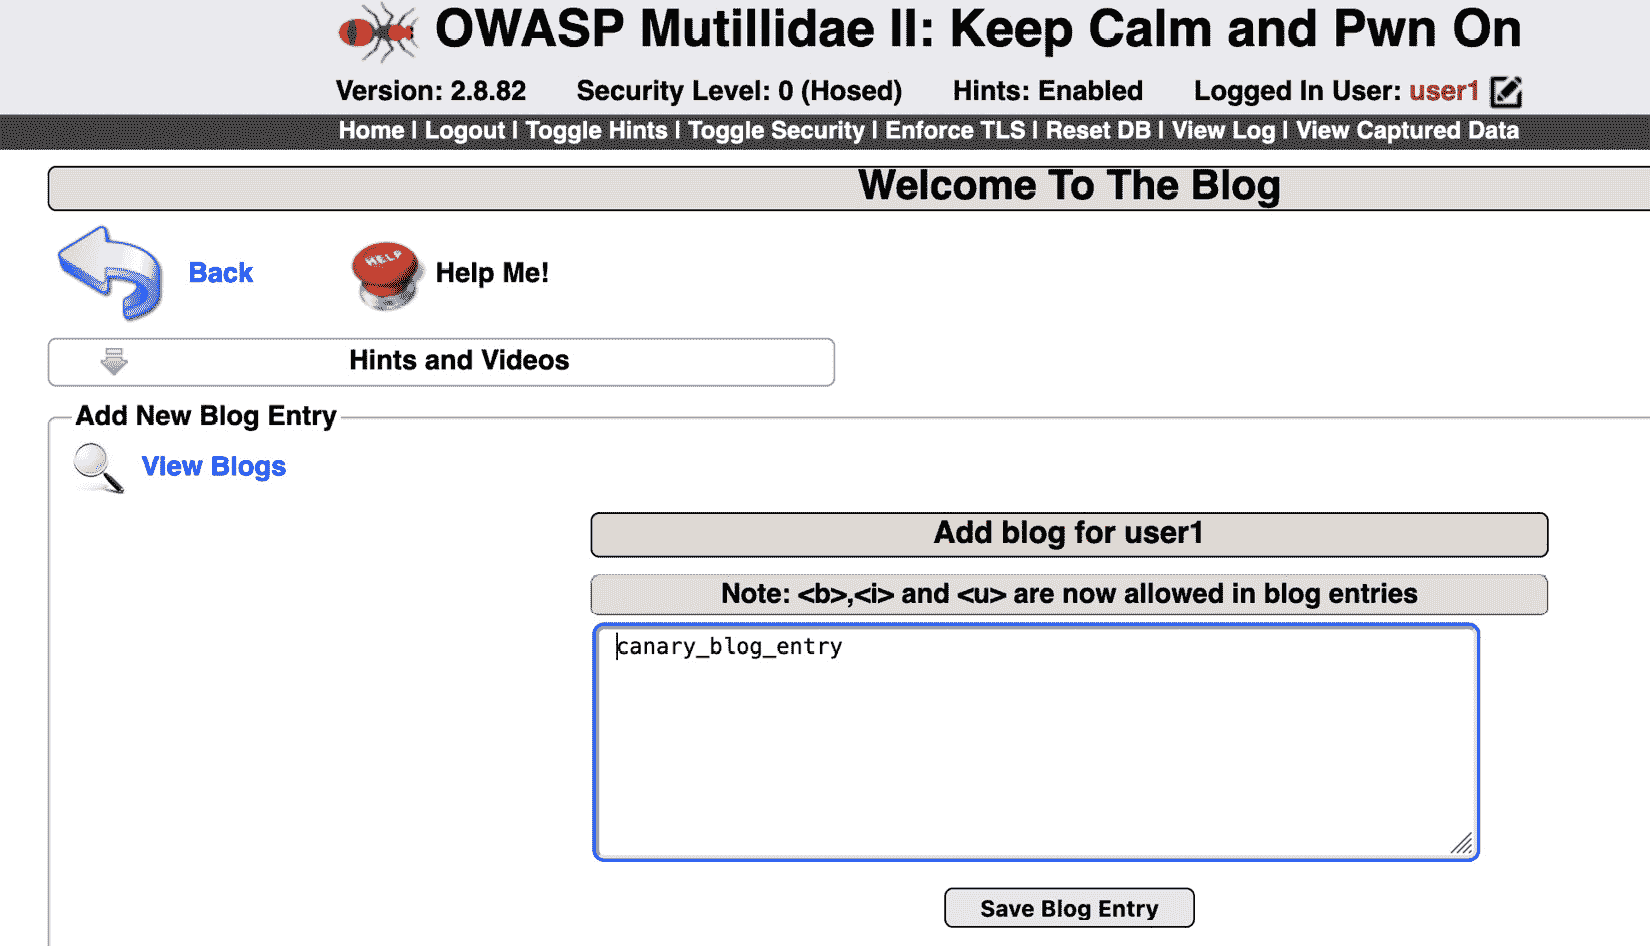 OWASP Mutillidae II: Keep Calm and Pwn On
Version: 2.8.82 Security Level: 0 (Hosed) Hints: Enabled Logged In User: user1
Home | Logout | Toggle Hints | Toggle Security | Enforce TLS | Reset DB | View Log | View Captured Data
Welcome To The Blog
Back HELP Help Me!
Hints and Videos
Add New Blog Entry
View Blogs
Add blog for user1
Note: <b>,<i> and <u> are now allowed in blog entries
canary_blog_entry
Save Blog Entry